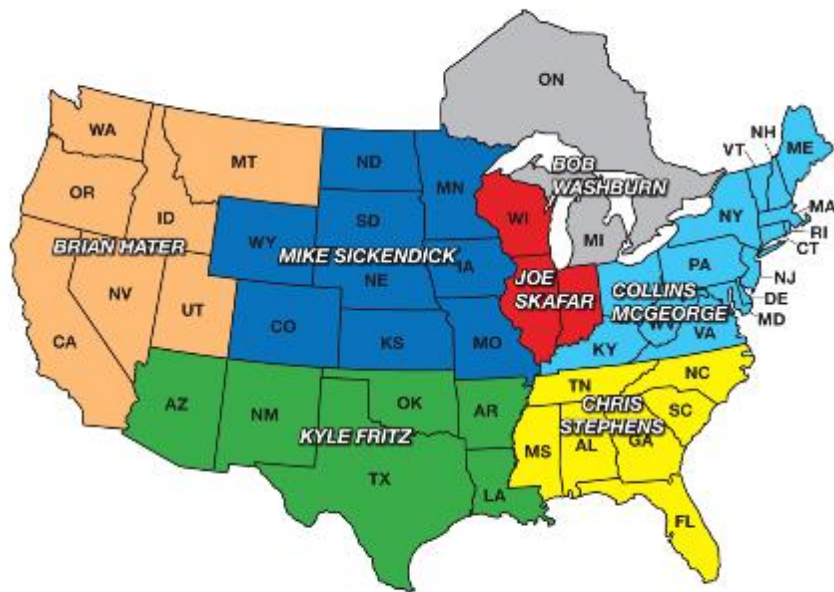 ON
NH
VT
ME
WA
MT
ND
MN
BOB
WASHBURN
OR
ID
SD
WI
MI
NY
MA
RI
CT
BRIAN HATER
WY
MIKE SICKENDICK
IA
PA
NJ
NE
JOE
SKAFAR
COLLINS
MCGEORGE
DE
MD
NV
UT
CO
KS
MO
WV
VA
KY
CA
AZ
NM
OK
AR
TN
NC
KYLE FRITZ
CHRIS
STEPHENS
SC
MS
AL
GA
TX
LA
FL